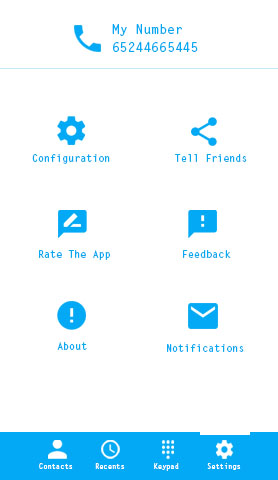 My Number
65244665445
Configuration
Tell Friends
Rate The App
Feedback
About
Notifications
Contacts
Recents
Keypad
Settings